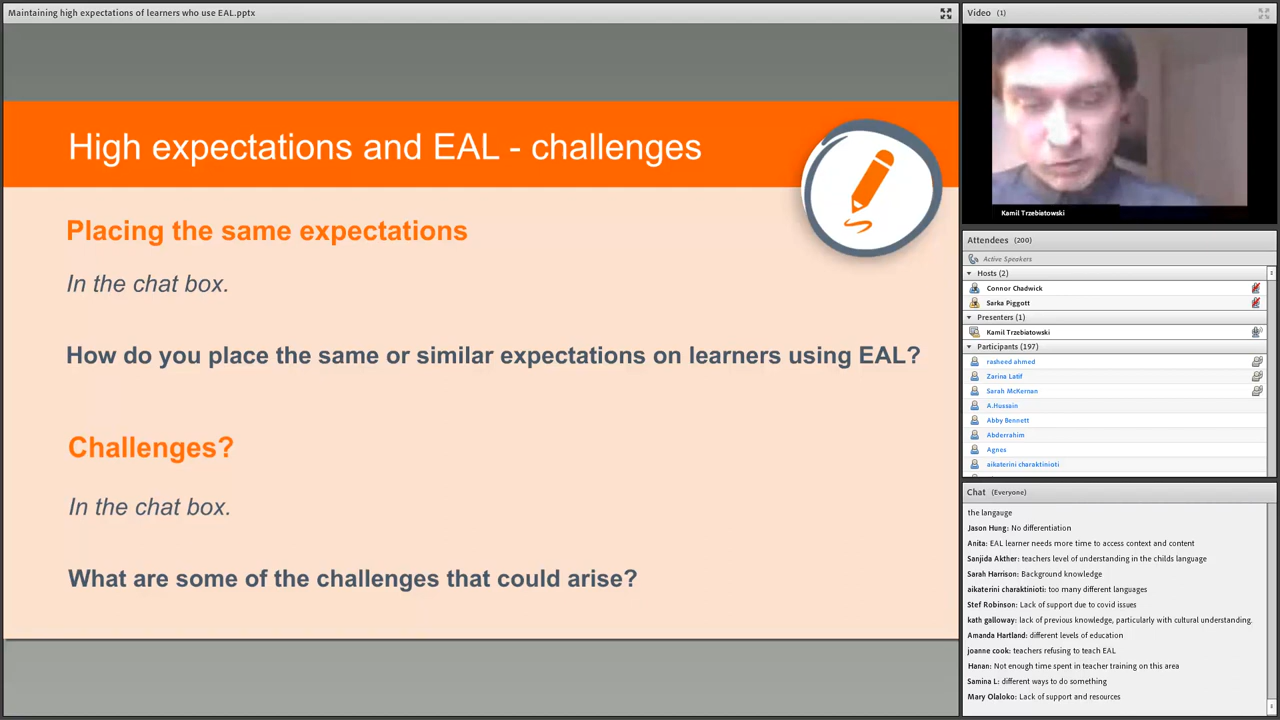 Maintaining high expectations of learners who use EAL.pptx
High expectations and EAL - challenges
Placing the same expectations
In the chat box.
How do you place the same or similar expectations on learners using EAL?
Challenges?
In the chat box.
What are some of the challenges that could arise?
Video (1)
Kamil Trzebiatowski
Attendees (200)
Active Speakers
Hosts (2)
Connor Chadwick
Sarka Piggott
Presenters (1)
Kamil Trzebiatowski
Participants (197)
rasheed ahmed
Zarina Latif
Sarah McKernan
A.Hussain
Abby Bennett
Abderrahim
Agnes
aikaterini charaktinioti
Chat (Everyone)
the langauge
Jason Hung: No differentiation
Anita: EAL learner needs more time to access context and content
Sanjida Akther: teachers level of understanding in the childs language
Sarah Harrison: Background knowledge
aikaterini charaktinioti: too many different languages
Stef Robinson: Lack of support due to covid issues
kath galloway: lack of previous knowledge, particularly with cultural understanding.
Amanda Hartland: different levels of education
joanne cook: teachers refusing to teach EAL
Hanan: Not enough time spent in teacher training on this area
Samina L: different ways to do something
Mary Olaloko: Lack of support and resources